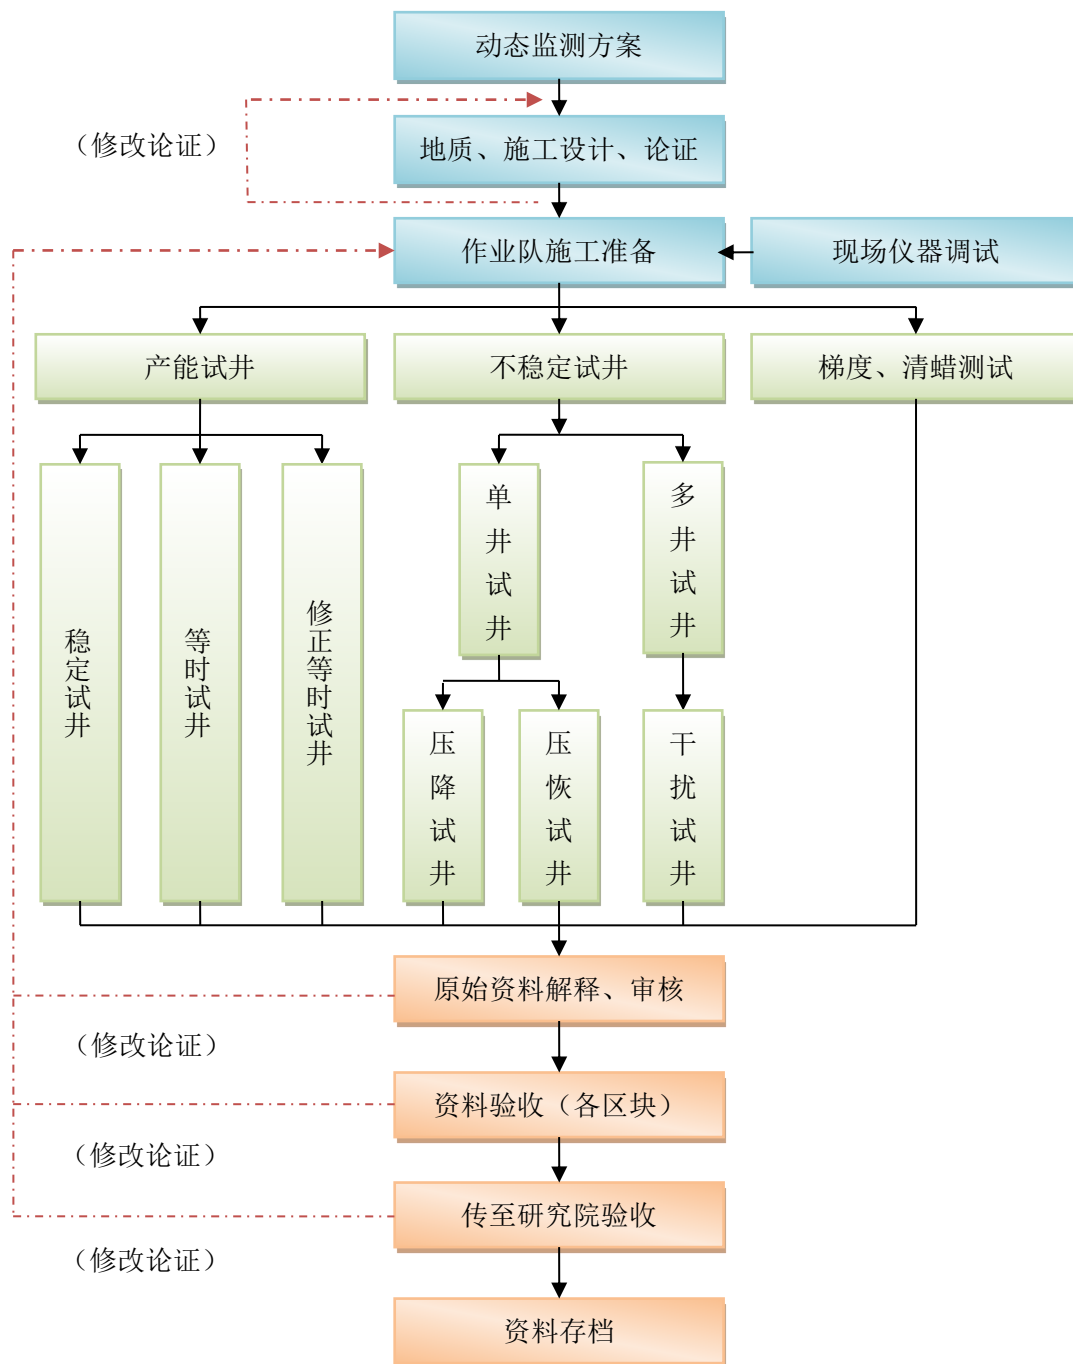 动态监测方案
（修改论证）
地质、施工设计、论证
作业队施工准备
现场仪器调试
产能试井
不稳定试井
梯度、清蜡测试
稳定试井
等时试井
修正等时试井
单井试井
多井试井
压降试井
压恢试井
干扰试井
原始资料解释、审核
（修改论证）
资料验收（各区块）
（修改论证）
传至研究院验收
（修改论证）
资料存档